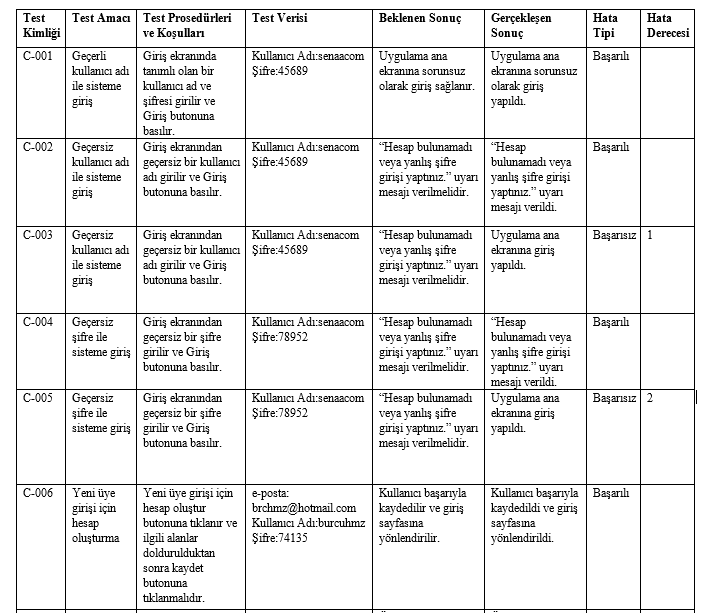 Test Kimliği
Test Amacı
Test Prosedürleri ve Koşulları
Test Verisi
Beklenen Sonuç
Gerçekleşen Sonuç
Hata Tipi
Hata Derecesi
C-001
Geçerli
kullanıcı adı
ile sisteme
giriş
Giriş ekranında
tanımlı olan bir
kullanıcı ad ve
şifresi girilir ve
Giriş butonuna
basılır.
Kullanıcı Adı:senaacom
Şifre:45689
Uygulama ana
ekranına sorunsuz
olarak giriş sağlanır.
Uygulama ana
ekranına sorunsuz
olarak giriş
yapıldı.
Başarılı
C-002
Geçersiz
kullanıcı adı
ile sisteme
giriş
Giriş ekranından
geçersiz bir kullanıcı
adı girilir ve Giriş
butonuna basılır.
Kullanıcı Adı:senacom
Şifre:45689
“Hesap bulunamadı
veya yanlış şifre
girişi yaptınız.” uyarı
mesajı verilmelidir.
“Hesap
bulunamadı veya
yanlış şifre girişi
yaptınız.” uyarı
mesajı verildi.
Başarılı
C-003
Geçersiz
kullanıcı adı
ile sisteme
giriş
Giriş ekranından
geçersiz bir kullanıcı
adı girilir ve Giriş
butonuna basılır.
Kullanıcı Adı:senacom
Şifre:45689
“Hesap bulunamadı
veya yanlış şifre
girişi yaptınız.” uyarı
mesajı verilmelidir.
Uygulama ana
ekranına giriş
yapıldı.
Başarısız
1
C-004
Geçersiz
şifre ile
sisteme giriş
Giriş ekranından
geçersiz bir şifre
girilir ve Giriş
butonuna basılır.
Kullanıcı Adı:senaacom
Şifre:78952
“Hesap bulunamadı
veya yanlış şifre
girişi yaptınız.” uyarı
mesajı verilmelidir.
“Hesap
bulunamadı veya
yanlış şifre girişi
yaptınız.” uyarı
mesajı verildi.
Başarılı
C-005
Geçersiz
şifre ile
sisteme giriş
Giriş ekranından
geçersiz bir şifre
girilir ve Giriş
butonuna basılır.
Kullanıcı Adı:senaacom
Şifre:78952
“Hesap bulunamadı
veya yanlış şifre
girişi yaptınız.” uyarı
mesajı verilmelidir.
Uygulama ana
ekranına giriş
yapıldı.
Başarısız
2
C-006
Yeni üye
girişi için
hesap
oluşturma
Yeni üye girişi için
hesap oluştur
butonuna tıklanır ve
ilgili alanlar
doldurulduktan
sonra kaydet
butonuna
tıklanmalıdır.
e-posta:
brchmz@hotmail.com
Kullanıcı Adı:burcuhmz
Şifre:74135
Kullanıcı başarıyla
kaydedilir ve giriş
sayfasına
yönlendirilir.
Kullanıcı başarıyla
kaydedildi ve giriş
sayfasına
yönlendirildi.
Başarılı